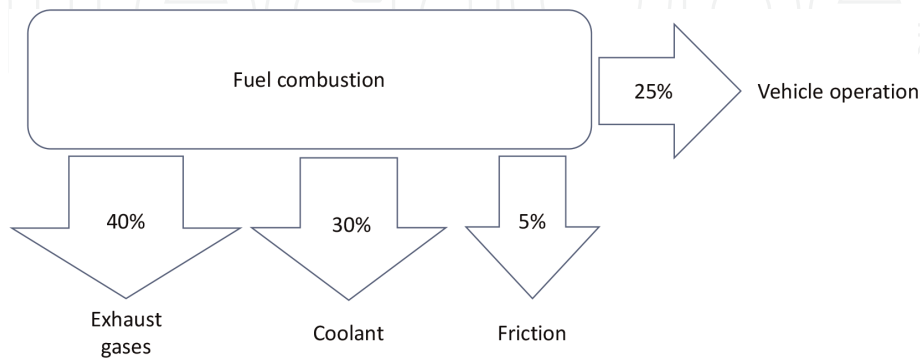 Fuel combustion
25%
Vehicle operation
40%
30%
5%
Exhaust
gases
Coolant
Friction